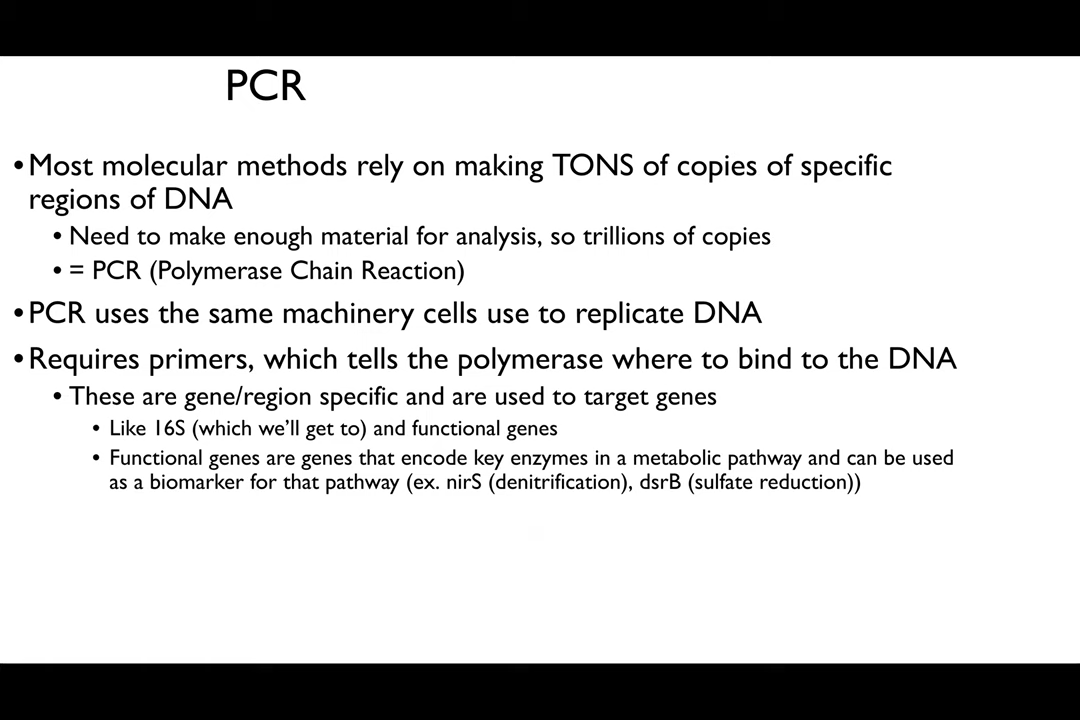 PCR
•Most molecular methods rely on making TONS of copies of specific
regions of DNA
• Need to make enough material for analysis, so trillions of copies
• = PCR (Polymerase Chain Reaction)
•PCR uses the same machinery cells use to replicate DNA
•Requires primers, which tells the polymerase where to bind to the DNA
• These are gene/region specific and are used to target genes
• Like 16S (which we'll get to) and functional genes
• Functional genes are genes that encode key enzymes in a metabolic pathway and can be used
as a biomarker for that pathway (ex. nirS (denitrification), dsrB (sulfate reduction))